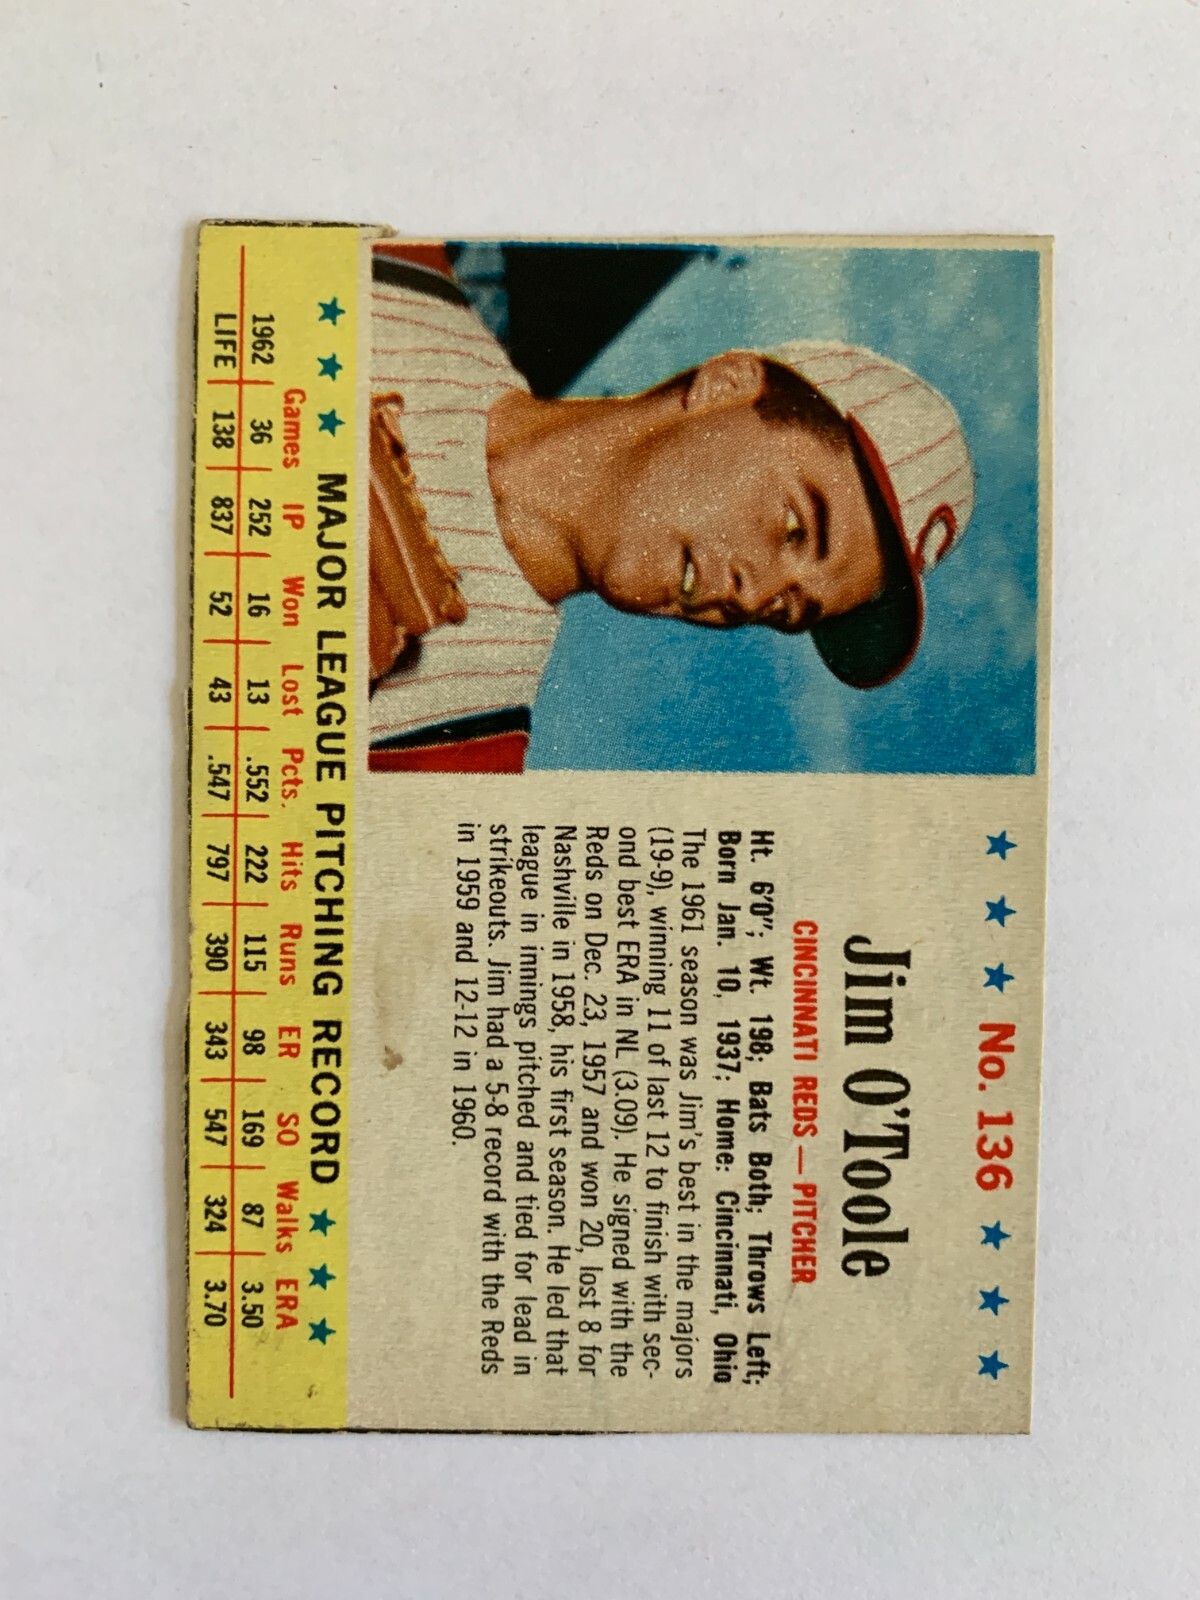 No. 136
Jim O'Toole
CINCINNATI REDS — PITCHER
Ht. 6'0"; Wt. 198; Bats Both; Throws Left;
Born Jan. 10, 1937; Home: Cincinnati, Ohio
The 1961 season was Jim's best in the majors
(19-9), winning 11 of last 12 to finish with sec-
ond best ERA in NL (3.09). He signed with the
Reds on Dec. 23, 1957 and won 20, lost 8 for
Nashville in 1958, his first season. He led that
league in innings pitched and tied for lead in
strikeouts. Jim had a 5-8 record with the Reds
in 1959 and 12-12 in 1960.
MAJOR LEAGUE PITCHING RECORD
Games IP Won Lost Pcts. Hits Runs ER SO Walks ERA
1962 36 252 16 13 .552 222 115 98 169 87 3.50
LIFE 138 837 52 43 .547 797 390 343 547 324 3.70